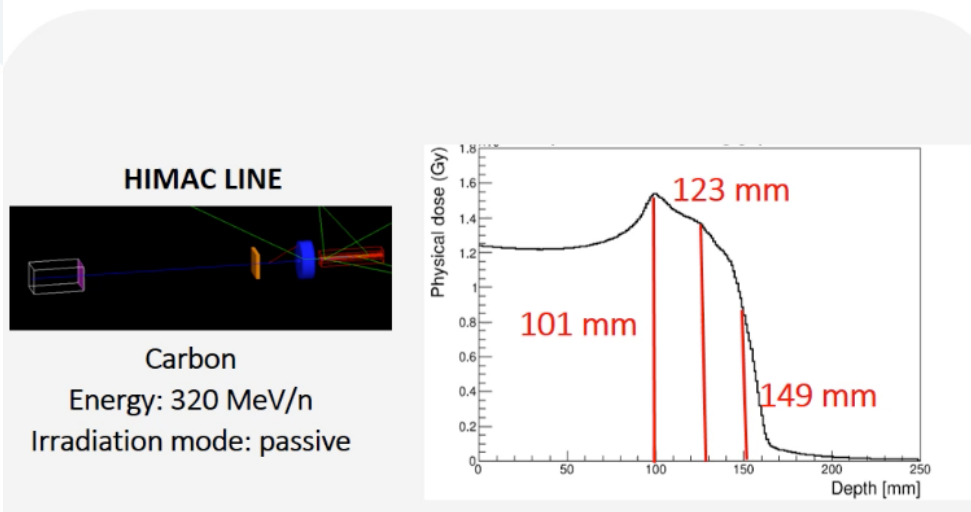 HIMAC LINE
Carbon
Energy: 320 MeV/n
Irradiation mode: passive
Physical dose (Gy)
1.8
1.6
1.4
1.2
1
0.8
0.6
0.4
0.2
0
123 mm
101 mm
149 mm
0 50 100 150 200 250
Depth [mm]